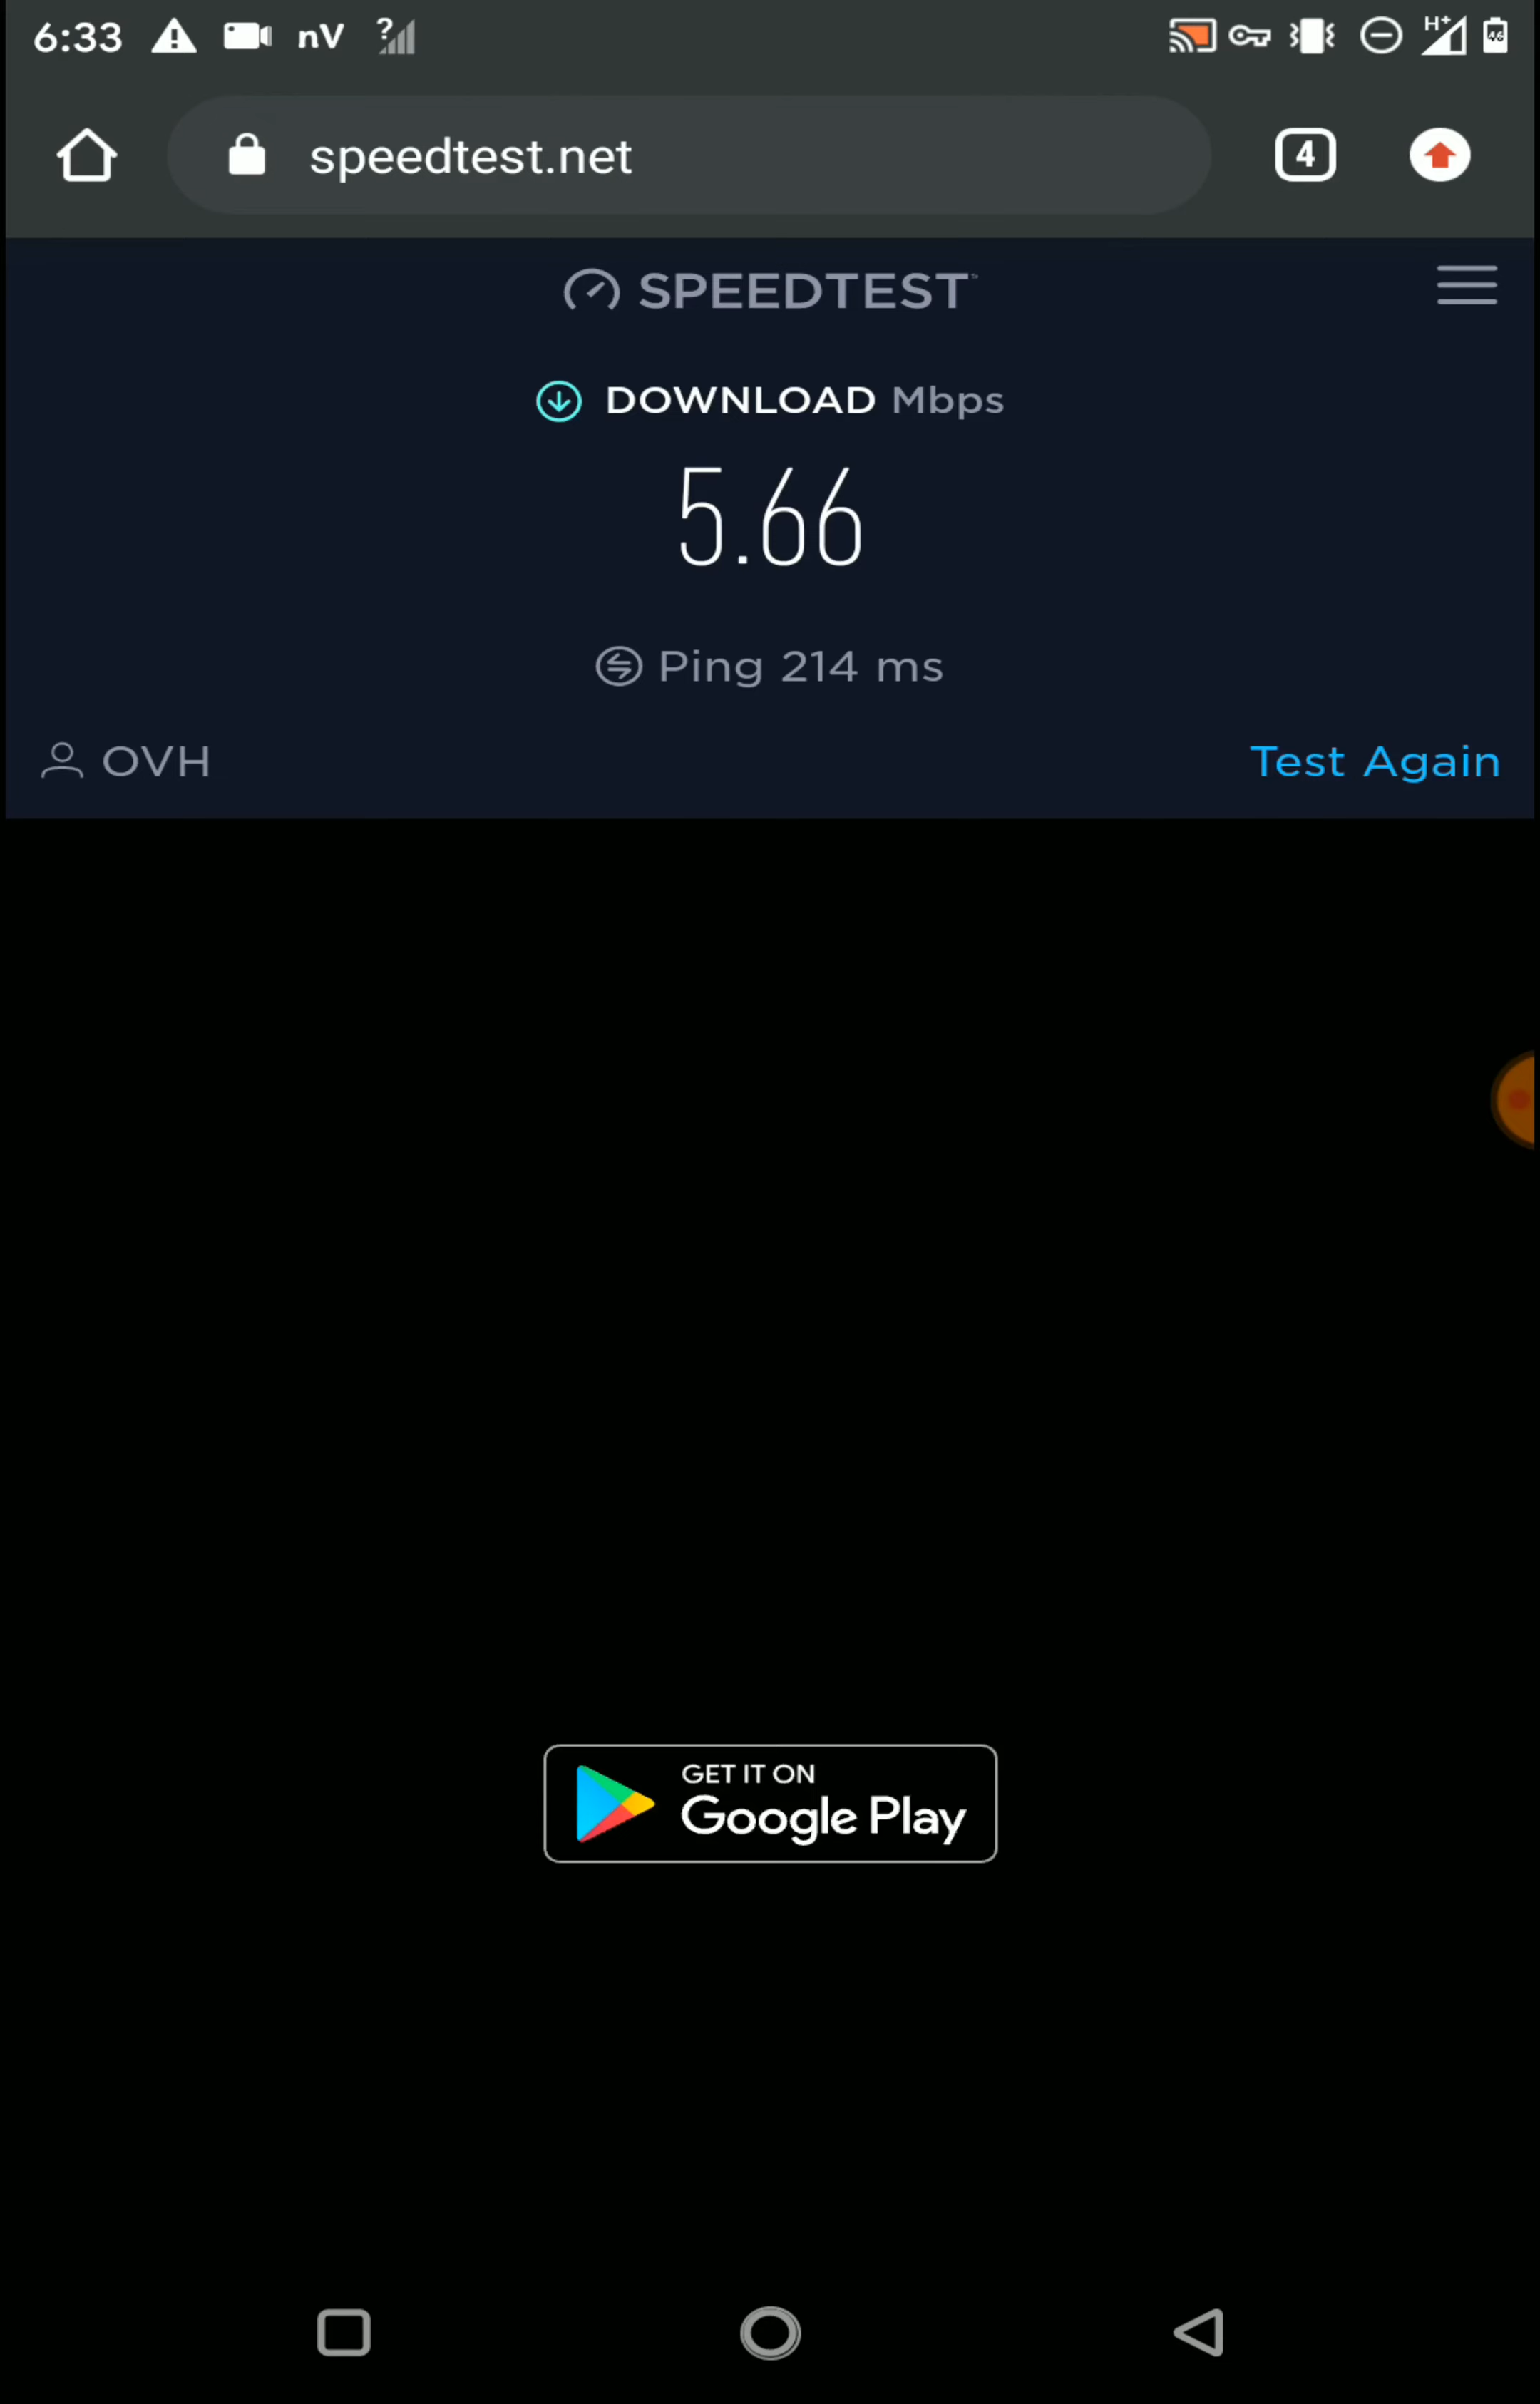 6:33 nV ? H+ 46
speedtest.net 4
SPEEDTEST
DOWNLOAD Mbps
5.66
Ping 214 ms
OVH Test Again
GET IT ON
Google Play